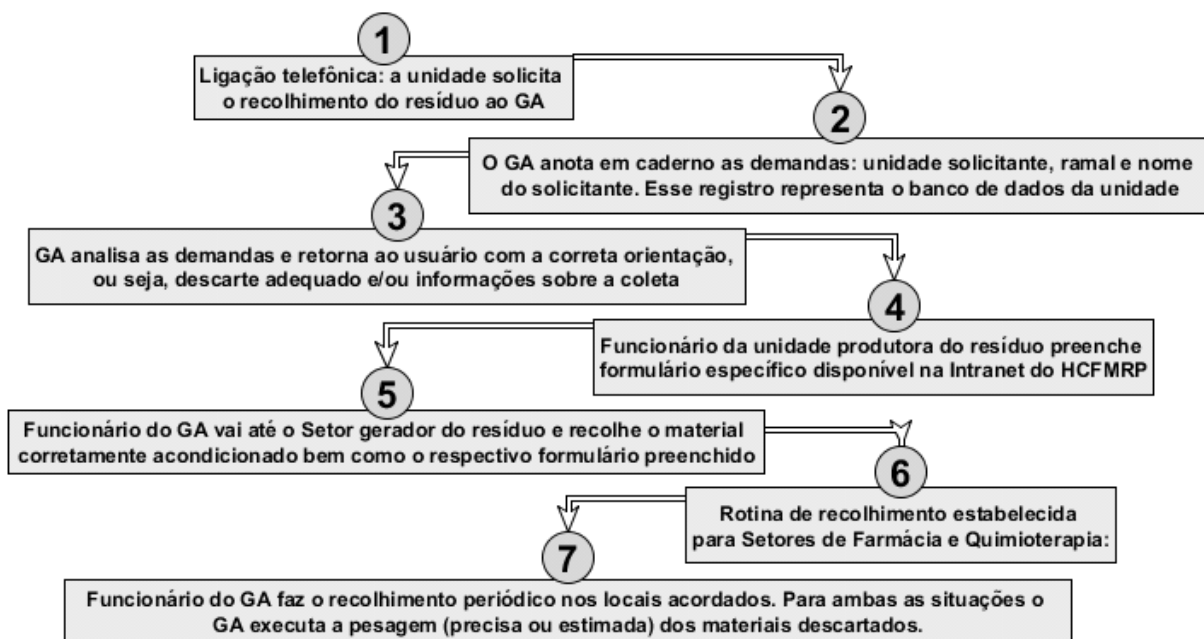 1
Ligação telefônica: a unidade solicita
o recolhimento do resíduo ao GA
2
O GA anota em caderno as demandas: unidade solicitante, ramal e nome
do solicitante. Esse registro representa o banco de dados da unidade
3
GA analisa as demandas e retorna ao usuário com a correta orientação,
ou seja, descarte adequado e/ou informações sobre a coleta
4
Funcionário da unidade produtora do resíduo preenche
formulário específico disponível na Intranet do HCFMRP
5
Funcionário do GA vai até o Setor gerador do resíduo e recolhe o material
corretamente acondicionado bem como o respectivo formulário preenchido
6
Rotina de recolhimento estabelecida
para Setores de Farmácia e Quimioterapia:
7
Funcionário do GA faz o recolhimento periódico nos locais acordados. Para ambas as situações o
GA executa a pesagem (precisa ou estimada) dos materiais descartados.